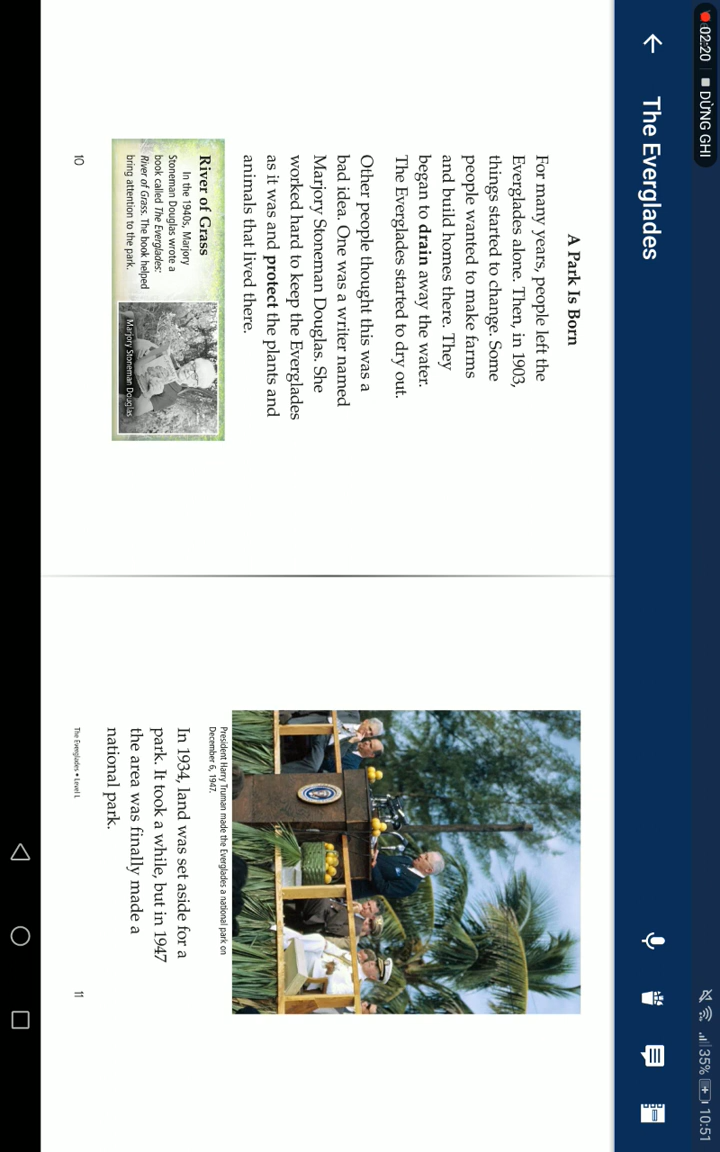 02:20
DỪNG GHI
35%
10:51
The Everglades
A Park Is Born
For many years, people left the
Everglades alone. Then, in 1903,
things started to change. Some
people wanted to make farms
and build homes there. They
began to drain away the water.
The Everglades started to dry out.
Other people thought this was a
bad idea. One was a writer named
Marjory Stoneman Douglas. She
worked hard to keep the Everglades
as it was and protect the plants and
animals that lived there.
River of Grass
In the 1940s, Marjory
Stoneman Douglas wrote a
book called The Everglades:
River of Grass. The book helped
bring attention to the park.
Marjory Stoneman Douglas
10
President Harry Truman made the Everglades a national park on
December 6, 1947.
In 1934, land was set aside for a
park. It took a while, but in 1947
the area was finally made a
national park.
The Everglades • Level L
11